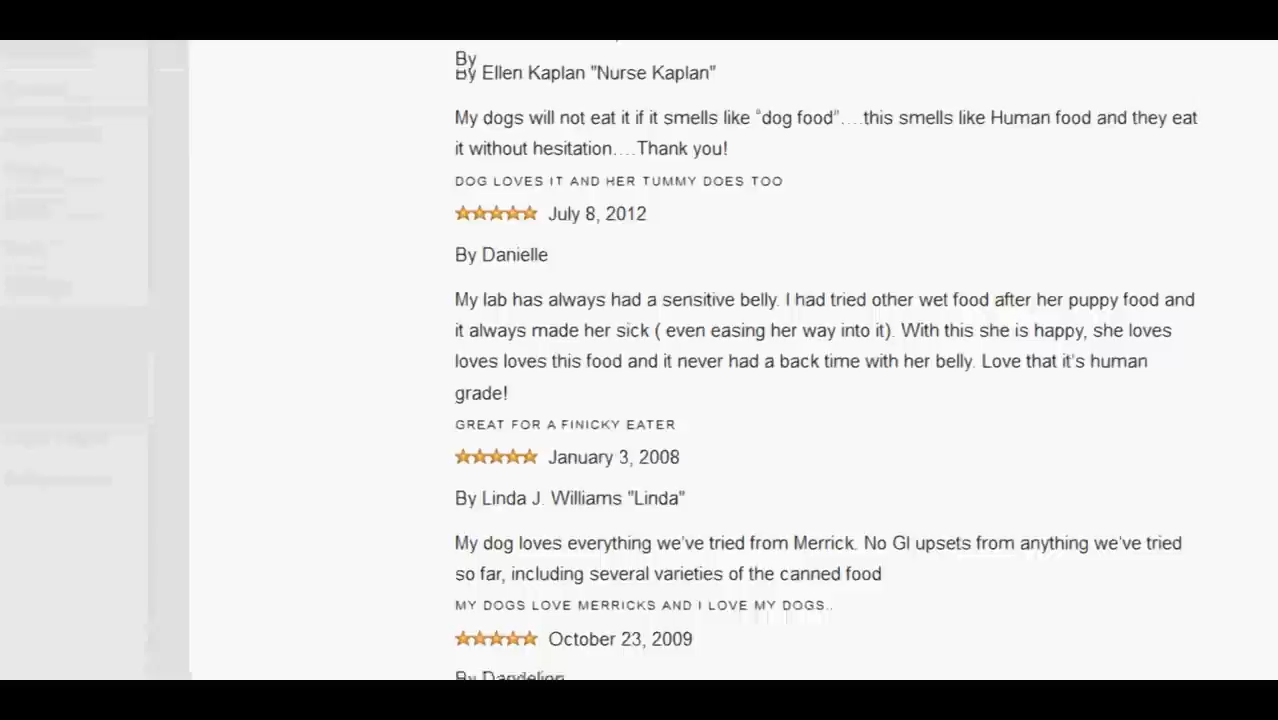 By
By Ellen Kaplan "Nurse Kaplan"
My dogs will not eat it if it smells like “dog food”….this smells like Human food and they eat
it without hesitation….Thank you!
DOG LOVES IT AND HER TUMMY DOES TOO
July 8, 2012
By Danielle
My lab has always had a sensitive belly. I had tried other wet food after her puppy food and
it always made her sick ( even easing her way into it). With this she is happy, she loves
loves loves this food and it never had a back time with her belly. Love that it's human
grade!
GREAT FOR A FINICKY EATER
January 3, 2008
By Linda J. Williams "Linda"
My dog loves everything we've tried from Merrick. No GI upsets from anything we've tried
so far, including several varieties of the canned food
MY DOGS LOVE MERRICKS AND I LOVE MY DOGS..
October 23, 2009
By Dandelion